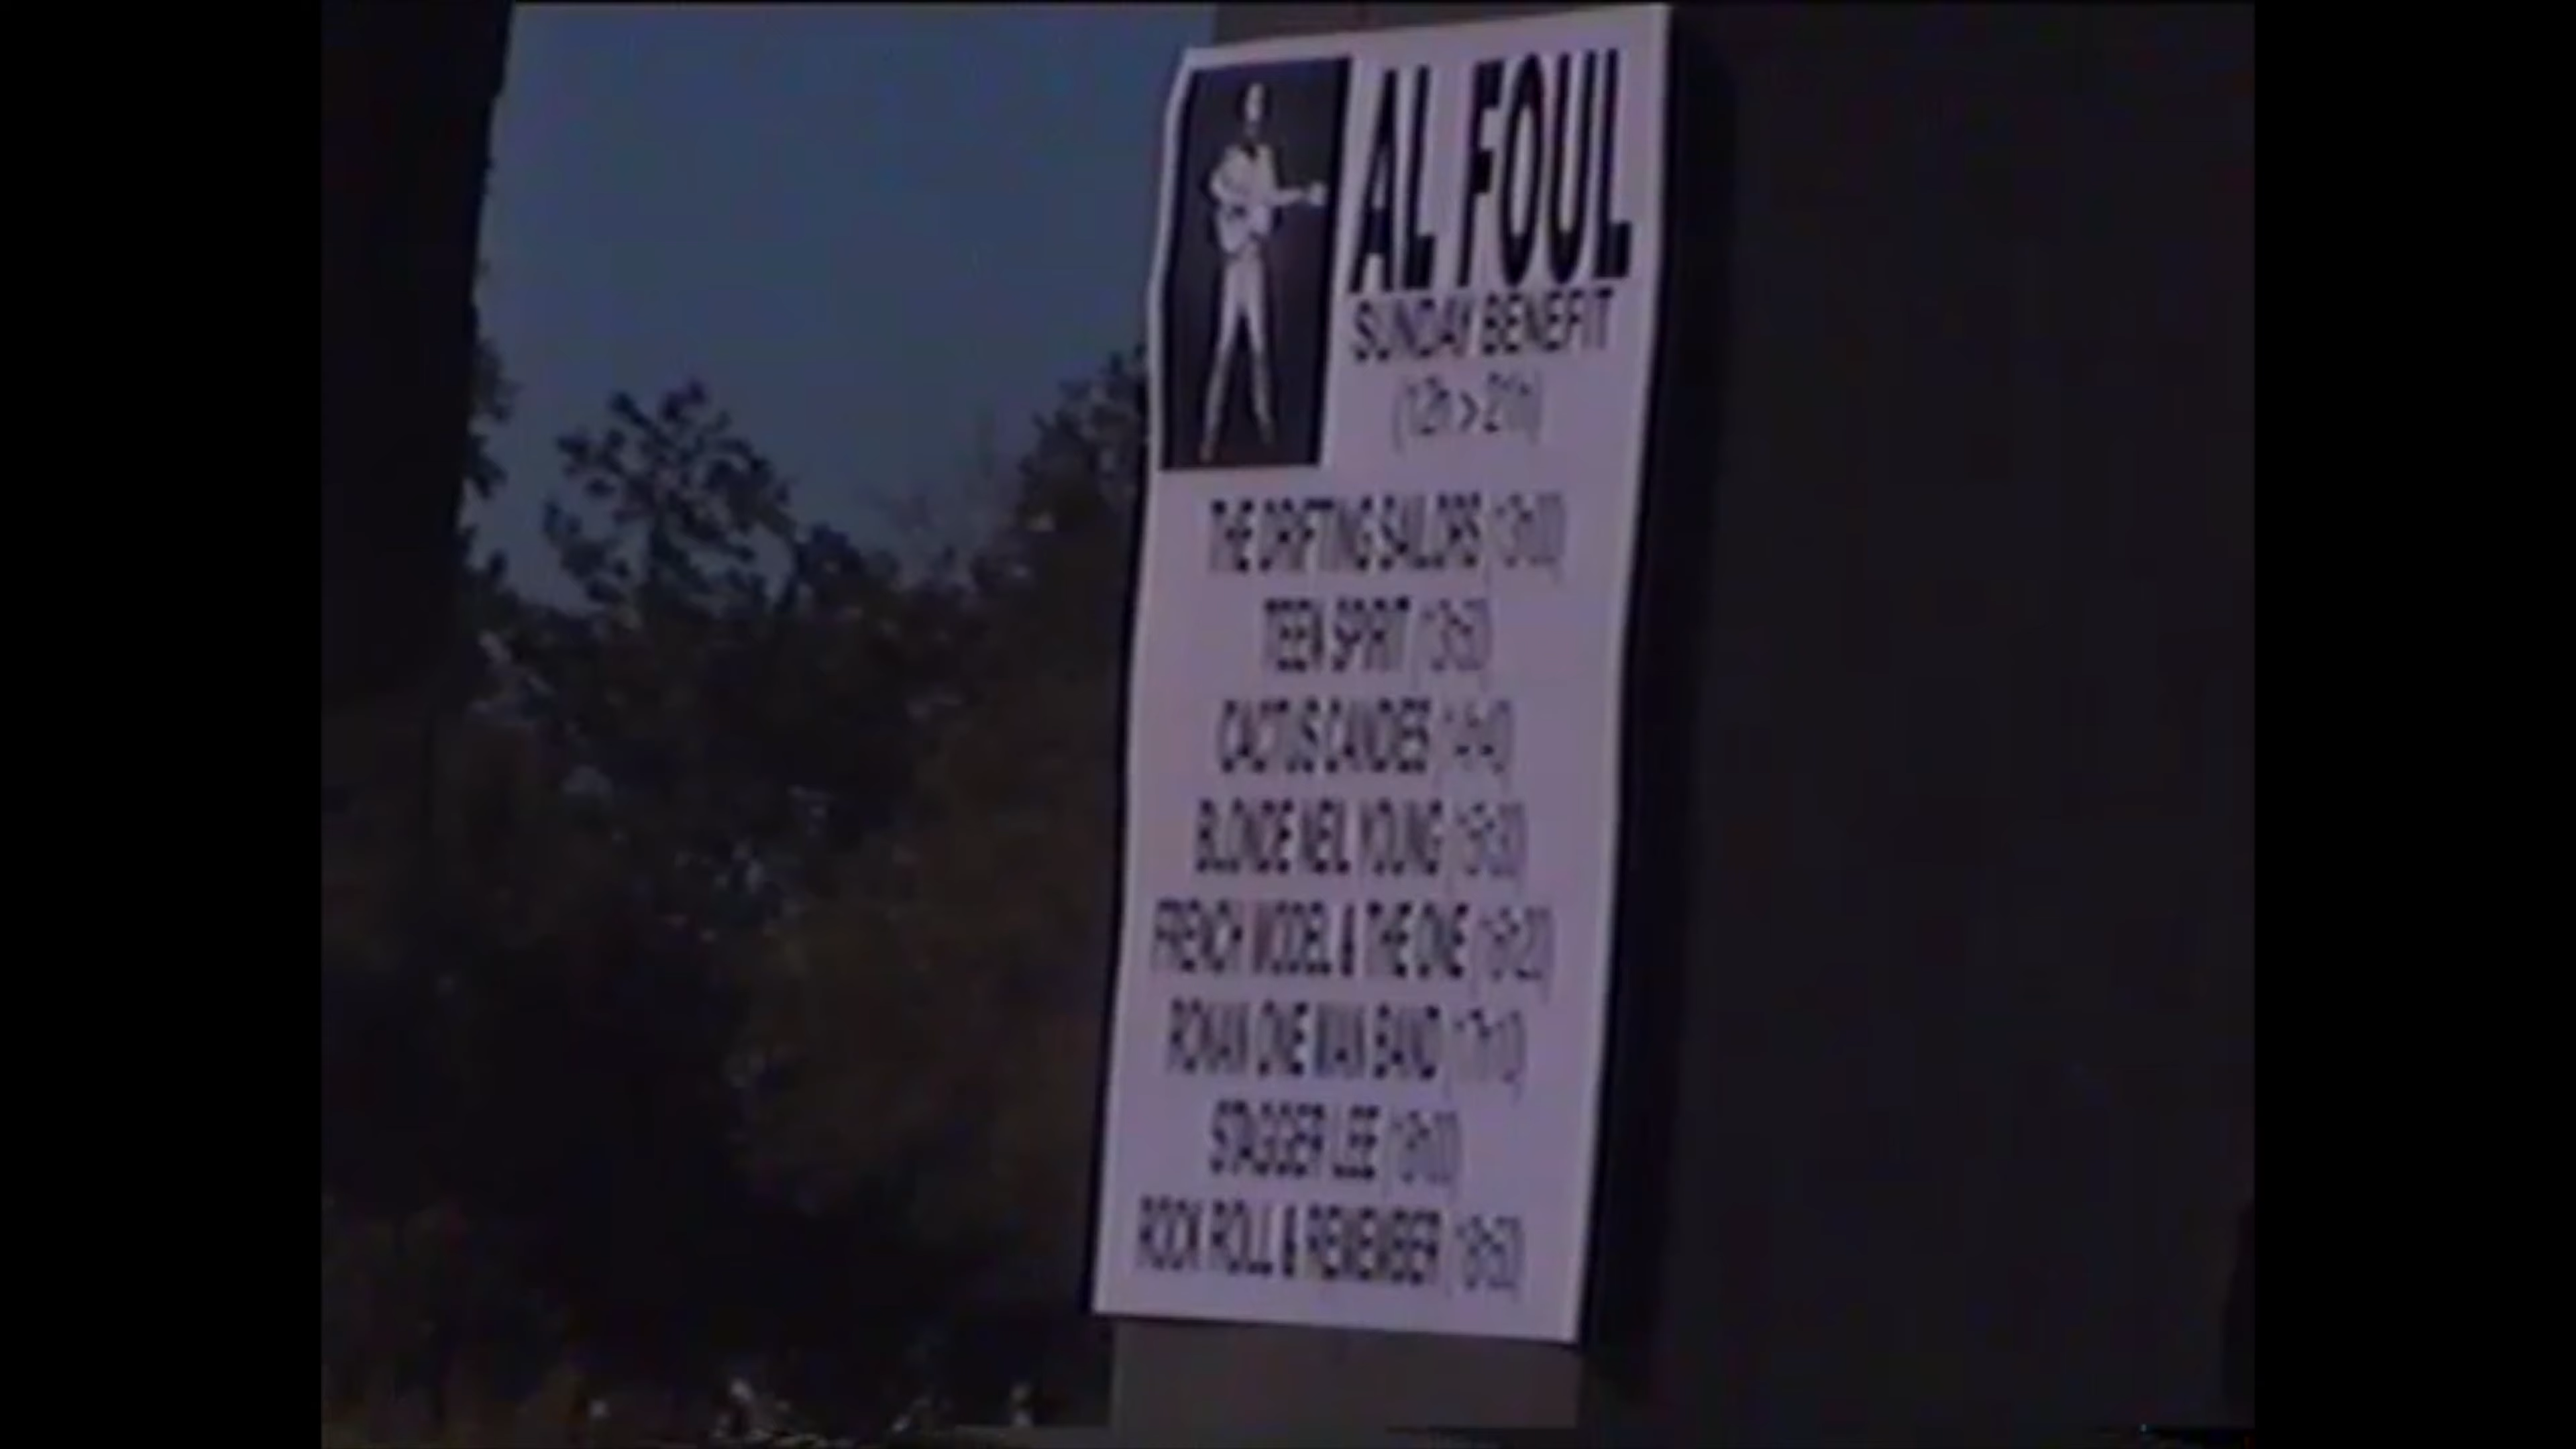 AL FOUL
SUNDAY BENEFIT
(12h > 21h)
THE DRIFTING SAILORS (13h00)
TEEN SPIRIT (13h50)
CACTUS CANDIES (14h40)
BLONDE NEIL YOUNG (15h30)
FRENCH MODEL & THE ONE (16h20)
RONAN ONE MAN BAND (17h10)
STAGGER LEE (18h00)
ROCK ROLL & REMEMBER (18h50)